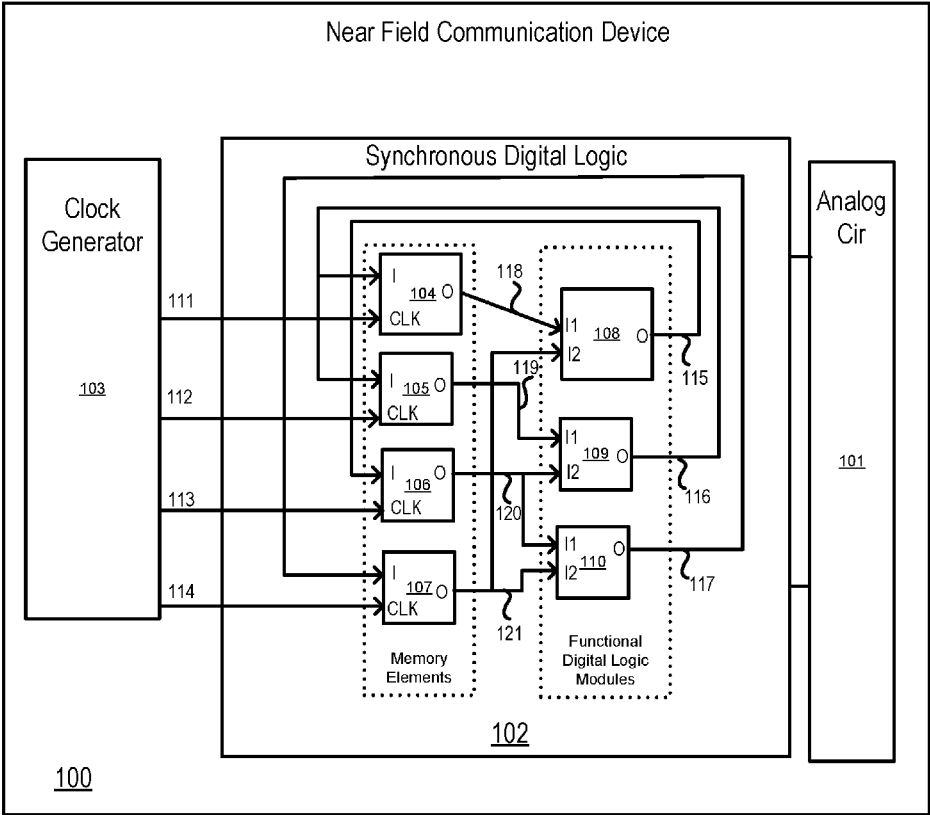 Near Field Communication Device
Synchronous Digital Logic
Clock
Generator
103
Analog
Cir
101
111
112
113
114
I
104
O
CLK
I
105
O
CLK
I
106
O
CLK
I
107
O
CLK
Memory
Elements
118
119
120
121
I1
108
O
I2
I1
109
O
I2
I1
110
O
I2
Functional
Digital Logic
Modules
115
116
117
102
100